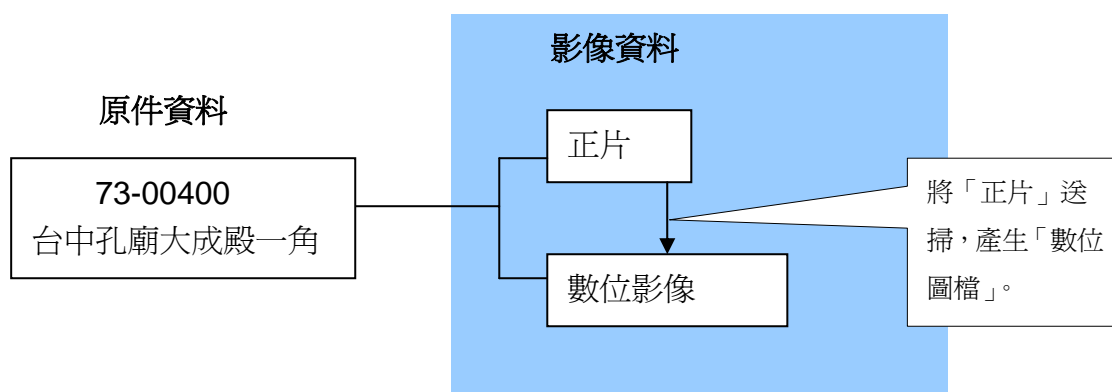 影像資料
原件資料
正片
73-00400
台中孔廟大成殿一角
將「正片」送
掃，產生「數位
圖檔」。
數位影像